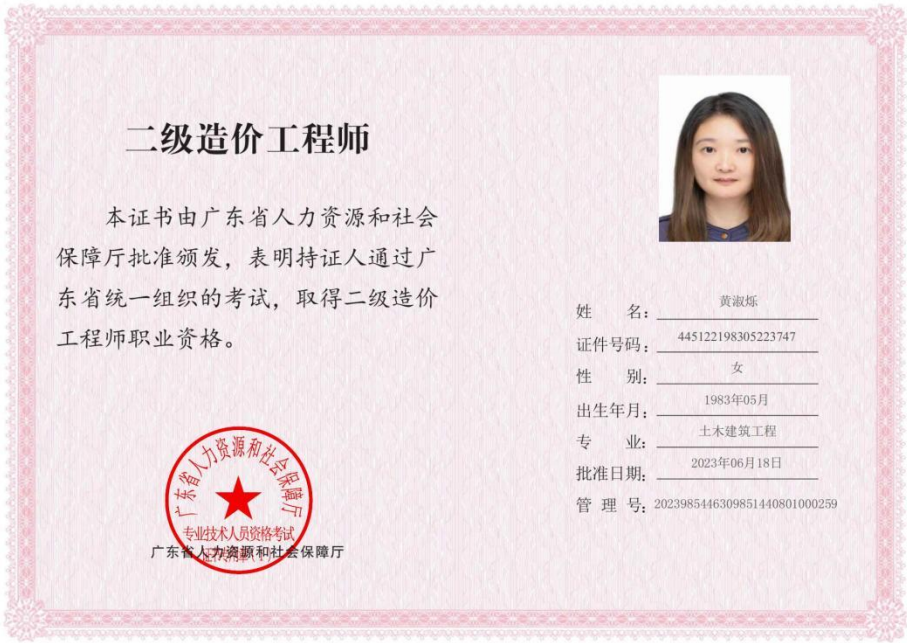 二级造价工程师
本证书由广东省人力资源和社会
保障厅批准颁发，表明持证人通过广
东省统一组织的考试，取得二级造价
工程师职业资格。
广东省人力资源和社会保障厅
专业技术人员资格考试
广东省人力资源和社会保障厅
姓 名：黄淑烁
证件号码：445122198305223747
性 别：女
出生年月：1983年05月
专 业：土木建筑工程
批准日期：2023年06月18日
管 理 号：20239854463098514408010​00259